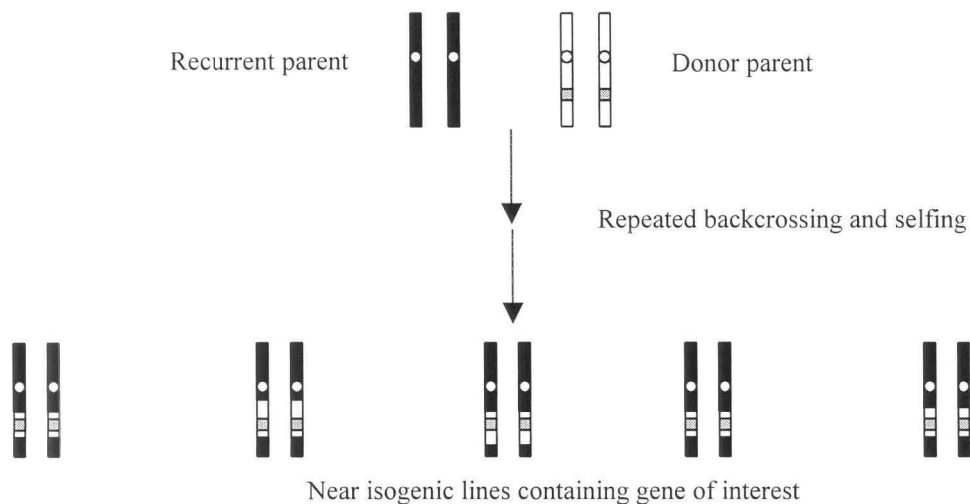 Recurrent parent
Donor parent
Repeated backcrossing and selfing
Near isogenic lines containing gene of interest